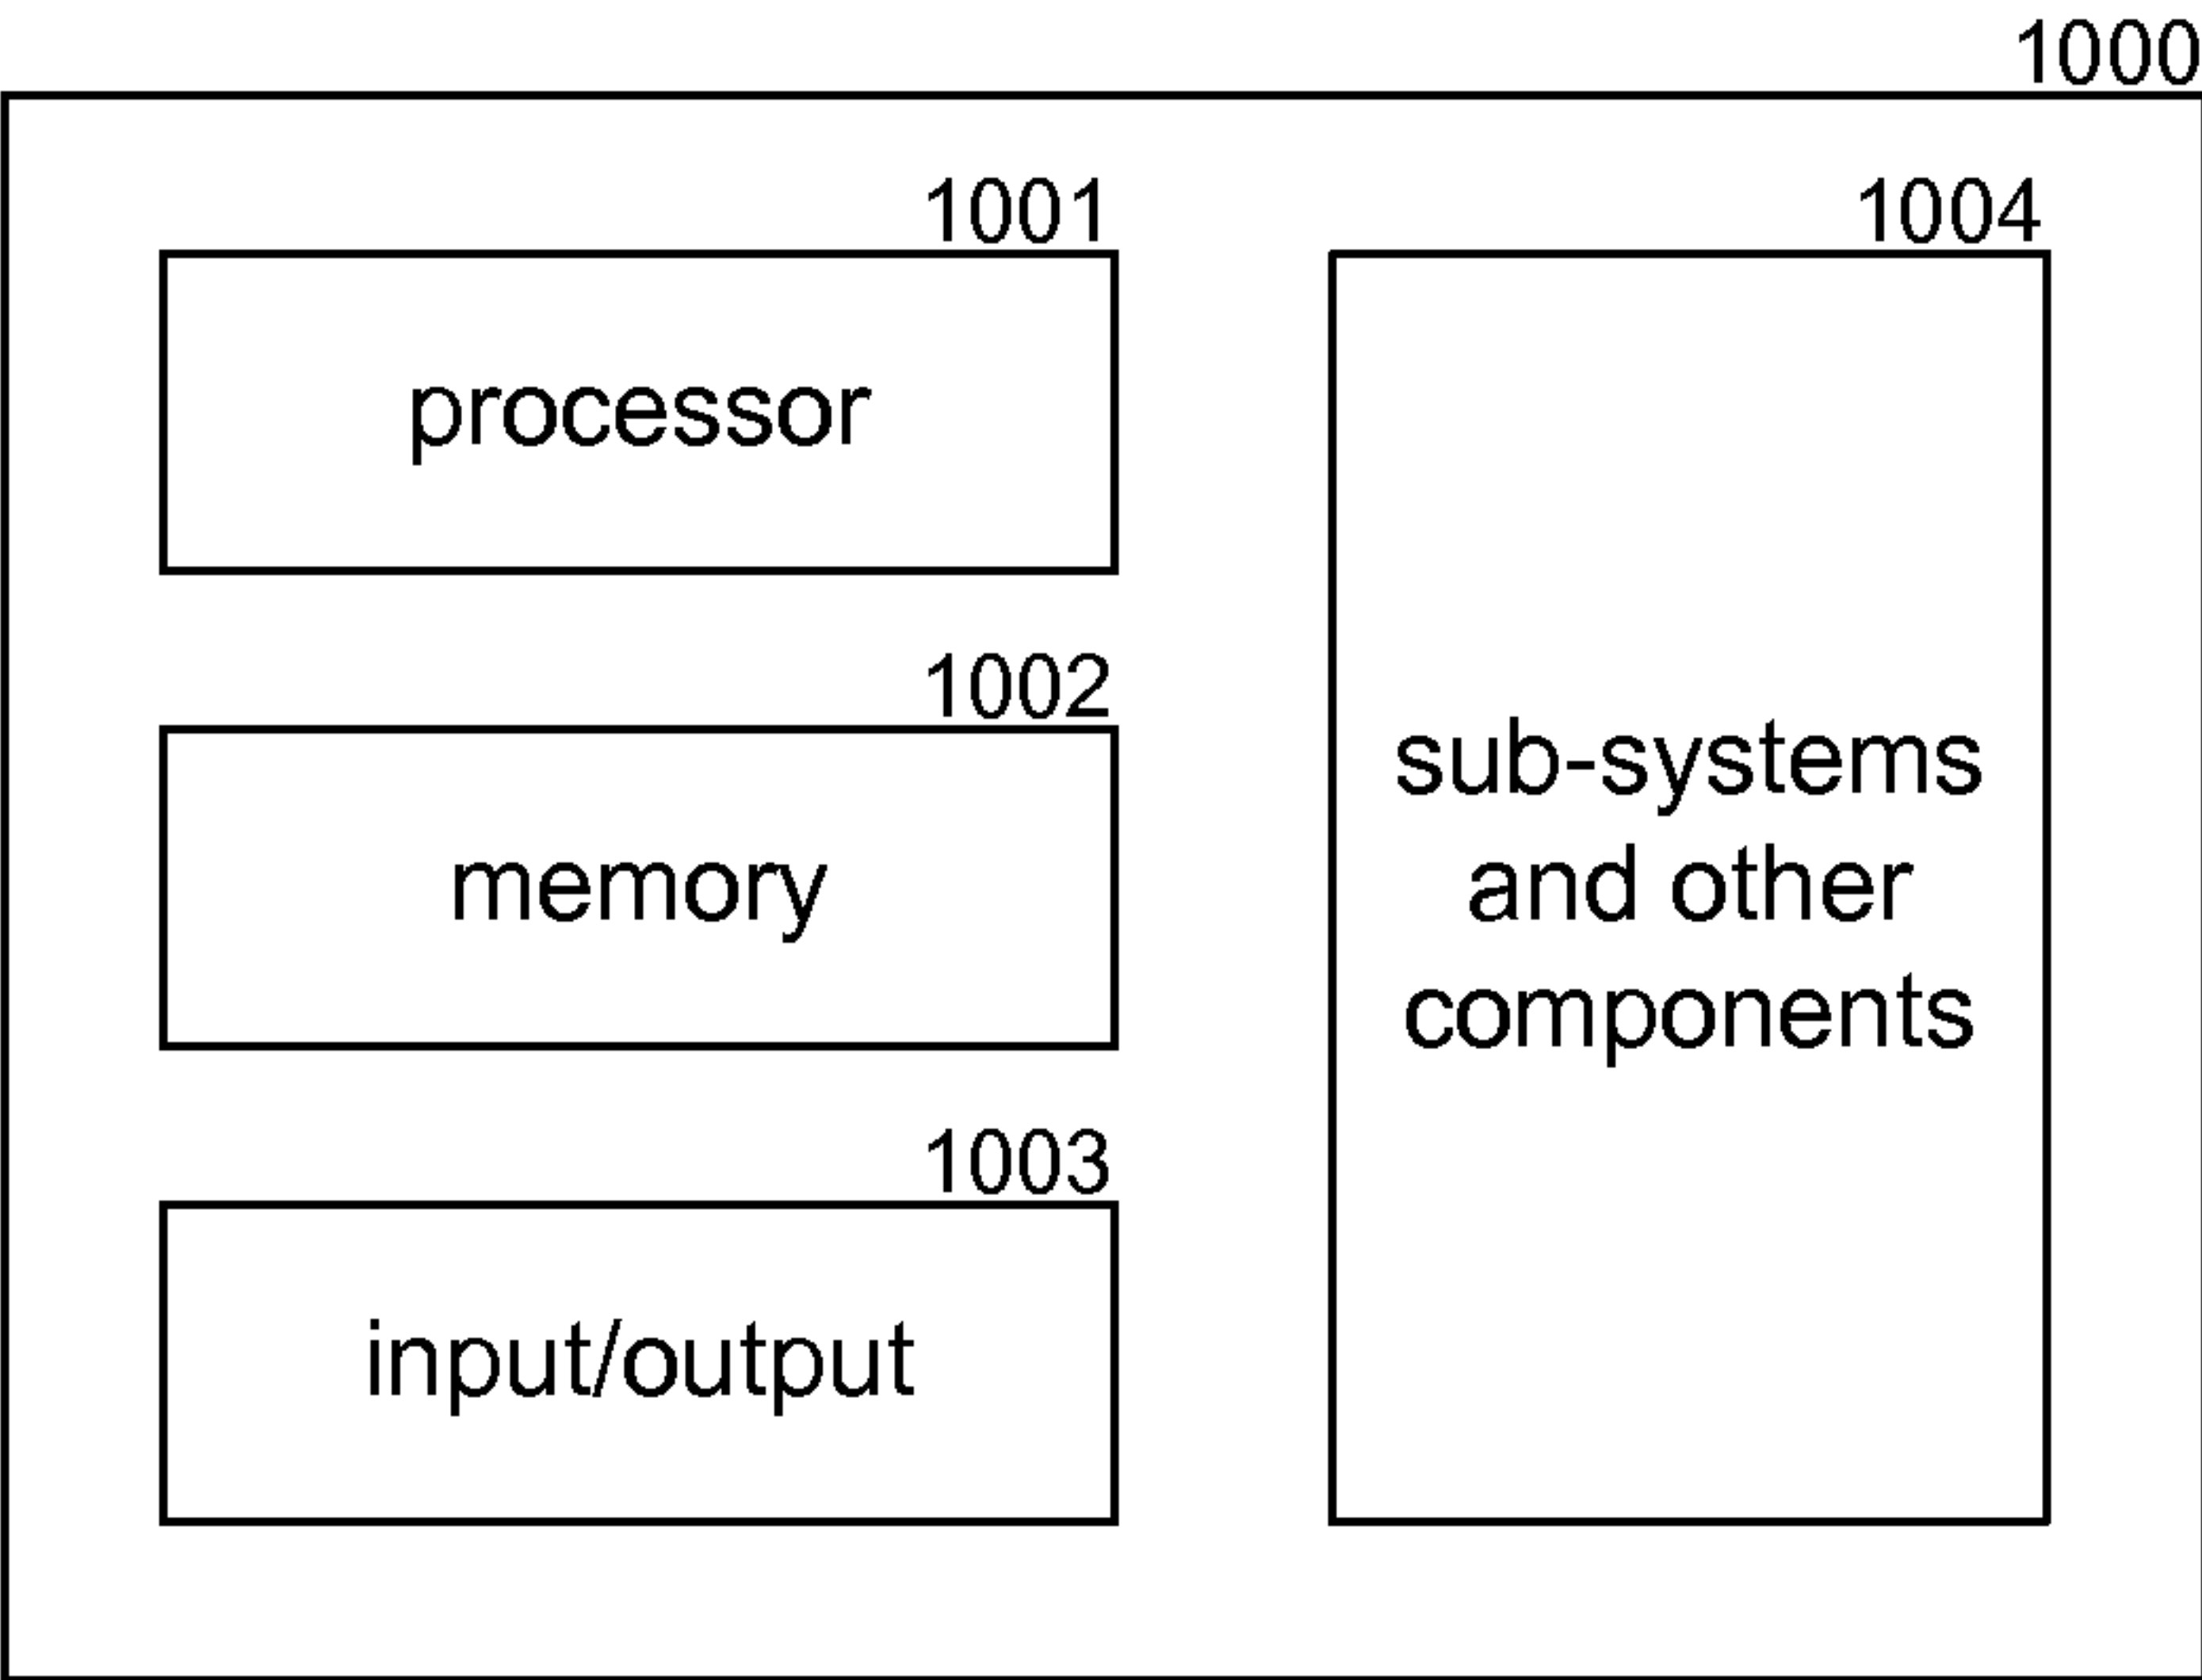 1000
1001
processor
1002
memory
1003
input/output
1004
sub-systems
and other
components